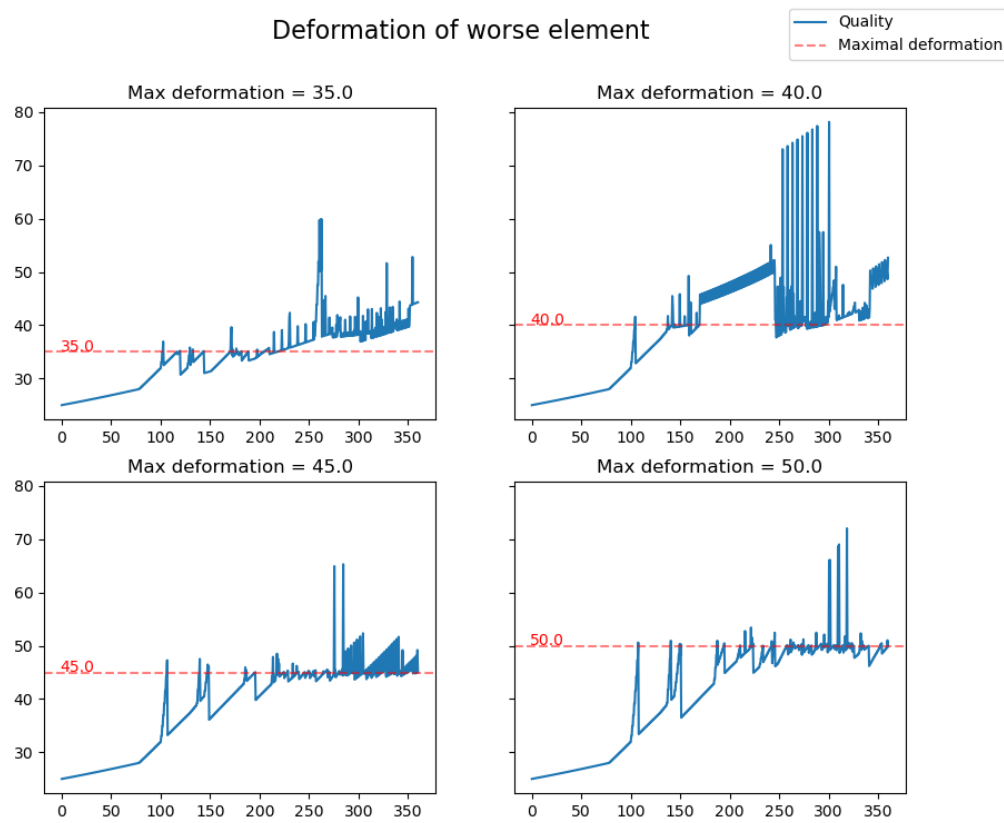 Deformation of worse element
Quality
Maximal deformation
Max deformation = 35.0
Max deformation = 40.0
80
70
60
50
40
30
35.0
40.0
0 50 100 150 200 250 300 350
0 50 100 150 200 250 300 350
Max deformation = 45.0
Max deformation = 50.0
80
70
60
50
40
30
45.0
50.0
0 50 100 150 200 250 300 350
0 50 100 150 200 250 300 350